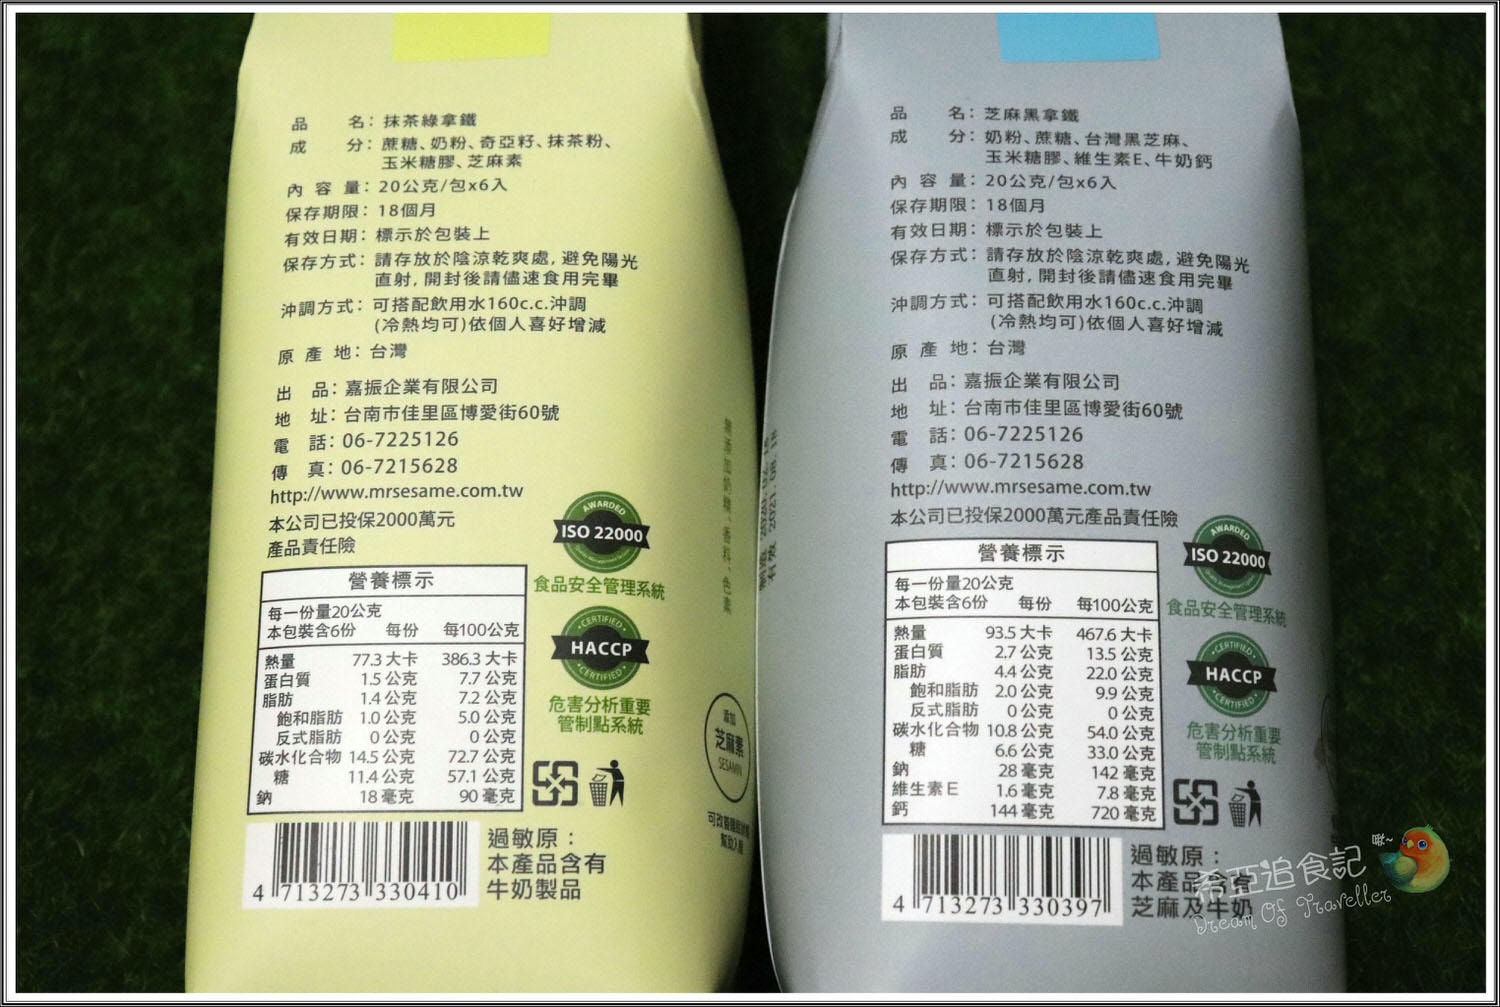 品名：抹茶綠拿鐵
成分：蔗糖、奶粉、奇亞籽、抹茶粉、
玉米糖膠、芝麻素
內容量：20公克/包x6入
保存期限：18個月
有效日期：標示於包裝上
保存方式：請存放於陰涼乾爽處，避免陽光
直射，開封後請儘速食用完畢
沖調方式：可搭配飲用水160c.c.沖調
(冷熱均可)依個人喜好增減
原產地：台灣
出品：嘉振企業有限公司
地址：台南市佳里區博愛街60號
電話：06-7225126
傳真：06-7215628
http://www.mrsesame.com.tw
本公司已投保2000萬元
產品責任險
AWARDED
ISO 22000
食品安全管理系統
CERTIFIED
HACCP
CERTIFIED
危害分析重要
管制點系統
營養標示
每一份量20公克
本包裝含6份 每份 每100公克
熱量 77.3 大卡 386.3 大卡
蛋白質 1.5 公克 7.7 公克
脂肪 1.4 公克 7.2 公克
飽和脂肪 1.0 公克 5.0 公克
反式脂肪 0 公克 0 公克
碳水化合物 14.5 公克 72.7 公克
糖 11.4 公克 57.1 公克
鈉 18 毫克 90 毫克
4 713273 330410
過敏原：
本產品含有
牛奶製品
無添加奶精、香料、色素
添加
芝麻素
SESAMIN
品名：芝麻黑拿鐵
成分：奶粉、蔗糖、台灣黑芝麻、
玉米糖膠、維生素E、牛奶鈣
內容量：20公克/包x6入
保存期限：18個月
有效日期：標示於包裝上
保存方式：請存放於陰涼乾爽處，避免陽光
直射，開封後請儘速食用完畢
沖調方式：可搭配飲用水160c.c.沖調
(冷熱均可)依個人喜好增減
原產地：台灣
出品：嘉振企業有限公司
地址：台南市佳里區博愛街60號
電話：06-7225126
傳真：06-7215628
http://www.mrsesame.com.tw
本公司已投保2000萬元產品責任險
AWARDED
ISO 22000
食品安全管理系統
CERTIFIED
HACCP
CERTIFIED
危害分析重要
管制點系統
營養標示
每一份量20公克
本包裝含6份 每份 每100公克
熱量 93.5 大卡 467.6 大卡
蛋白質 2.7 公克 13.5 公克
脂肪 4.4 公克 22.0 公克
飽和脂肪 2.0 公克 9.9 公克
反式脂肪 0 公克 0 公克
碳水化合物 10.8 公克 54.0 公克
糖 6.6 公克 33.0 公克
鈉 28 毫克 142 毫克
維生素E 1.6 毫克 7.8 毫克
鈣 144 毫克 720 毫克
4 713273 330397
過敏原：
本產品含有
芝麻及牛奶
啾~
希亞追食記
Dream Of Traveller